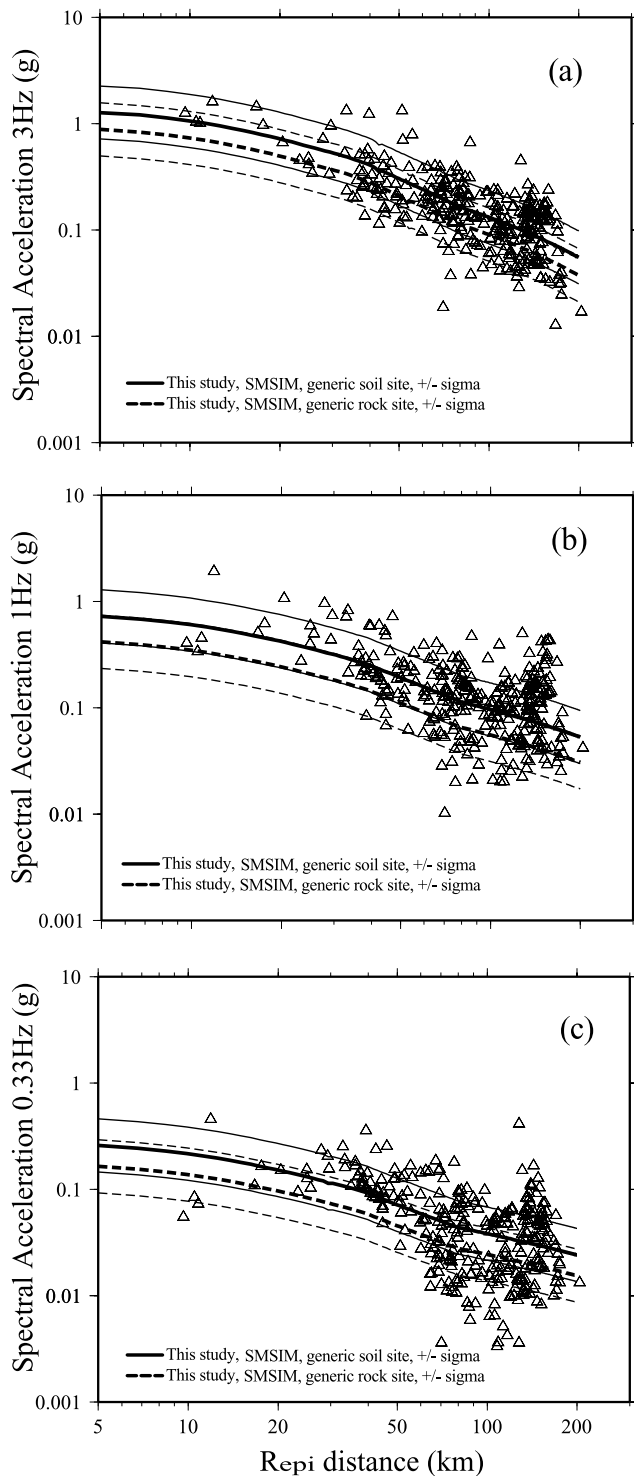 Spectral Acceleration 3Hz (g)
10
1
0.1
0.01
0.001
(a)
This study, SMSIM, generic soil site, +/- sigma
This study, SMSIM, generic rock site, +/- sigma
Spectral Acceleration 1Hz (g)
10
1
0.1
0.01
0.001
(b)
This study, SMSIM, generic soil site, +/- sigma
This study, SMSIM, generic rock site, +/- sigma
Spectral Acceleration 0.33Hz (g)
10
1
0.1
0.01
0.001
(c)
This study, SMSIM, generic soil site, +/- sigma
This study, SMSIM, generic rock site, +/- sigma
5 10 20 50 100 200
Repi distance (km)